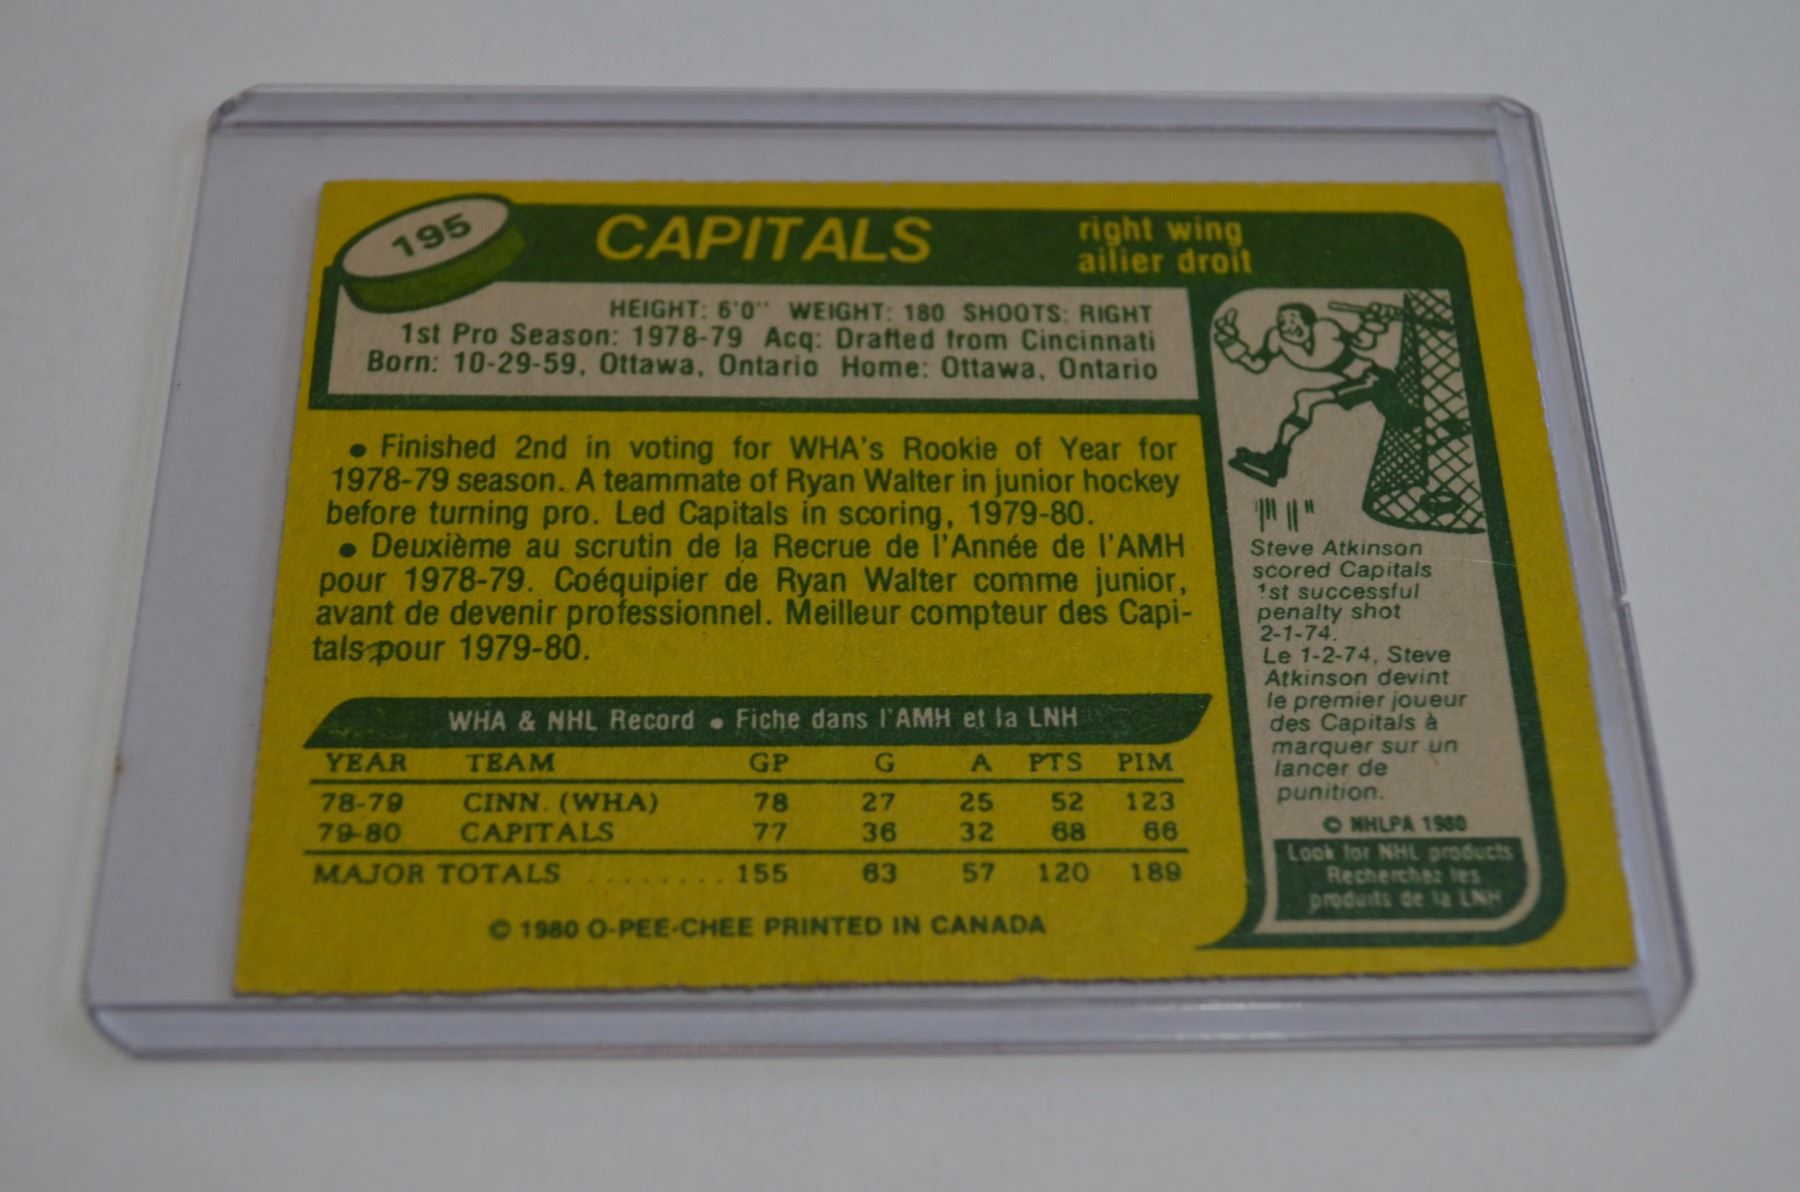 195
CAPITALS
right wing
ailier droit
HEIGHT: 6'0" WEIGHT: 180 SHOOTS: RIGHT
1st Pro Season: 1978-79 Acq: Drafted from Cincinnati
Born: 10-29-59, Ottawa, Ontario Home: Ottawa, Ontario
• Finished 2nd in voting for WHA's Rookie of Year for
1978-79 season. A teammate of Ryan Walter in junior hockey
before turning pro. Led Capitals in scoring, 1979-80.
• Deuxième au scrutin de la Recrue de l'Année de l'AMH
pour 1978-79. Coéquipier de Ryan Walter comme junior,
avant de devenir professionnel. Meilleur compteur des Capi-
tals pour 1979-80.
WHA & NHL Record • Fiche dans l'AMH et la LNH
YEAR TEAM GP G A PTS PIM
78-79 CINN. (WHA) 78 27 25 52 123
79-80 CAPITALS 77 36 32 68 66
MAJOR TOTALS ......... 155 63 57 120 189
© 1980 O-PEE-CHEE PRINTED IN CANADA
Steve Atkinson
scored Capitals
1st successful
penalty shot
2-1-74.
Le 1-2-74, Steve
Atkinson devint
le premier joueur
des Capitals à
marquer sur un
lancer de
punition.
© NHLPA 1980
Look for NHL products
Recherchez les
produits de la LNH